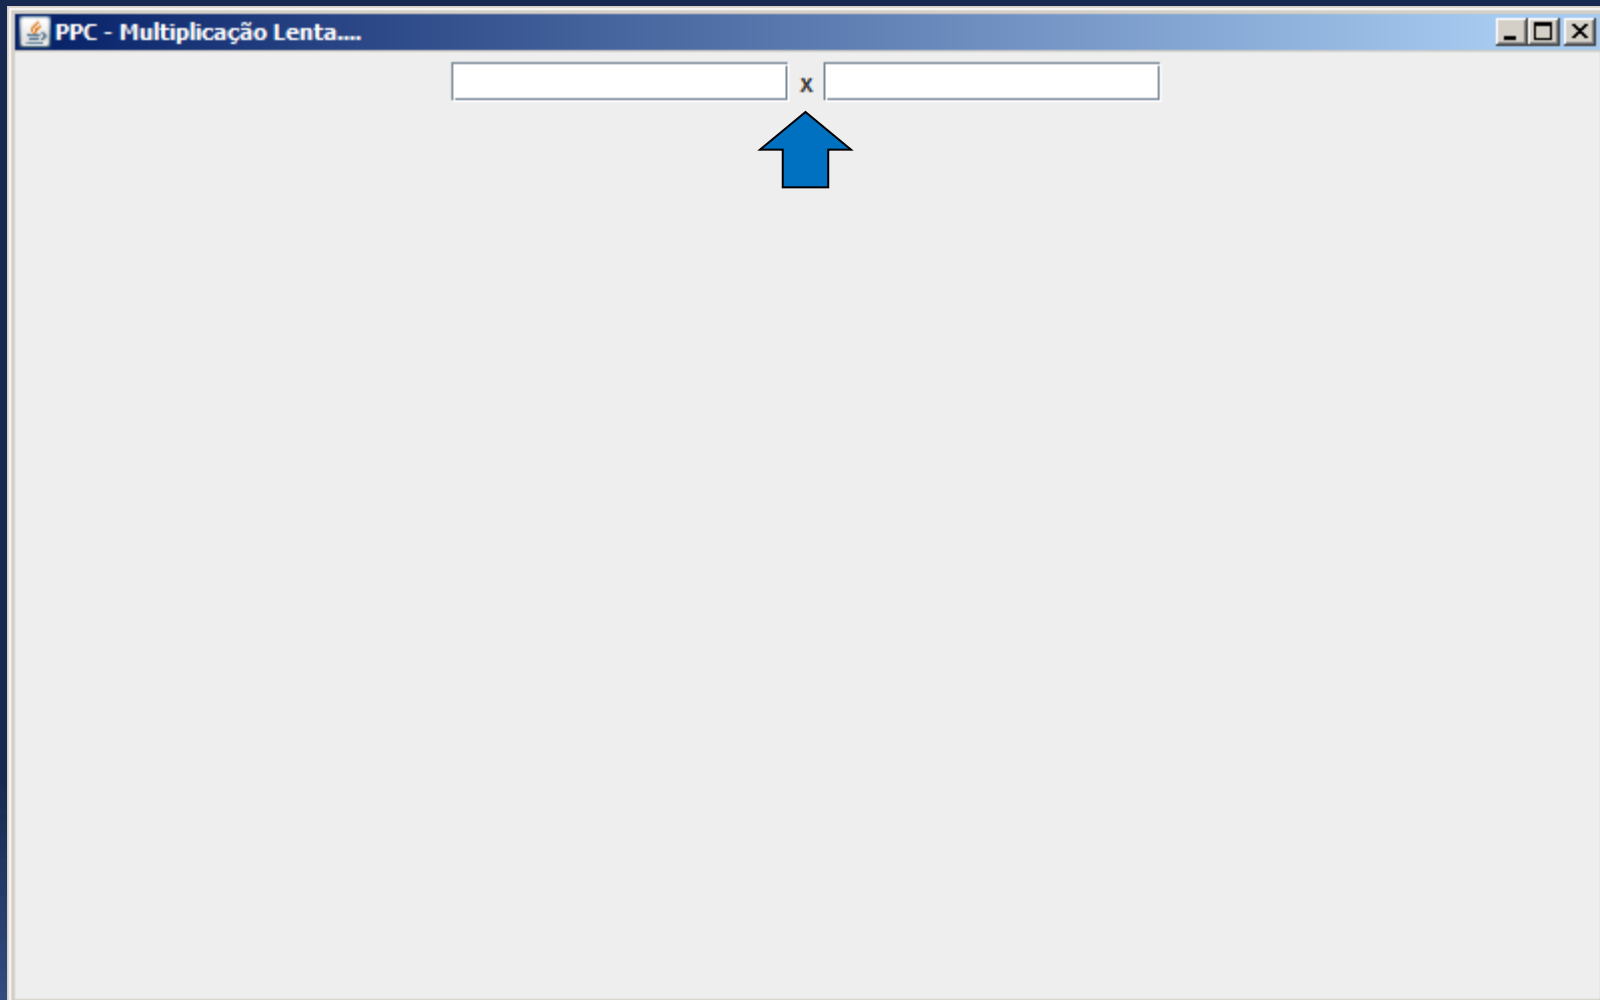 PPC - Multiplicação Lenta....
x